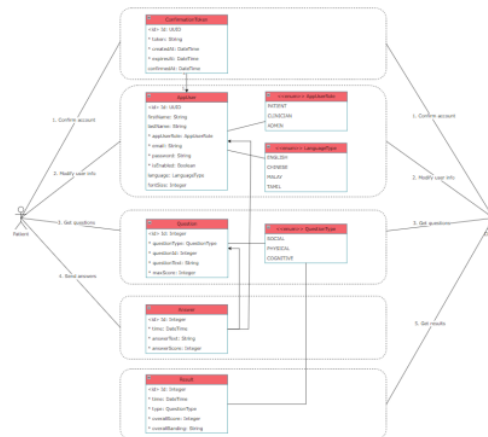 ConfirmationToken
<id> id: UUID
* token: String
* createdAt: DateTime
* expiredAt: DateTime
confirmedAt: DateTime
1. Confirm account
1. Confirm account
AppUser
<id> id: UUID
firstName: String
lastName: String
* appUserRole: AppUserRole
* email: String
* password: String
* isEnabled: Boolean
language: LanguageType
fontSize: Integer
<<enum>> AppUserRole
PATIENT
CLINICIAN
ADMIN
<<enum>> LanguageType
ENGLISH
CHINESE
MALAY
TAMIL
2. Modify user info
2. Modify user info
Patient
3. Get questions
3. Get questions
Question
<id> id: Integer
* questionType: QuestionType
* questionId: Integer
* questionText: String
* maxScore: Integer
<<enum>> QuestionType
SOCIAL
PHYSICAL
COGNITIVE
4. Send answers
Answer
<id> id: Integer
* time: DateTime
* answerText: String
* answerScore: Integer
5. Get results
Result
<id> id: Integer
* time: DateTime
* type: QuestionType
* overallScore: Integer
* overallBanding: String